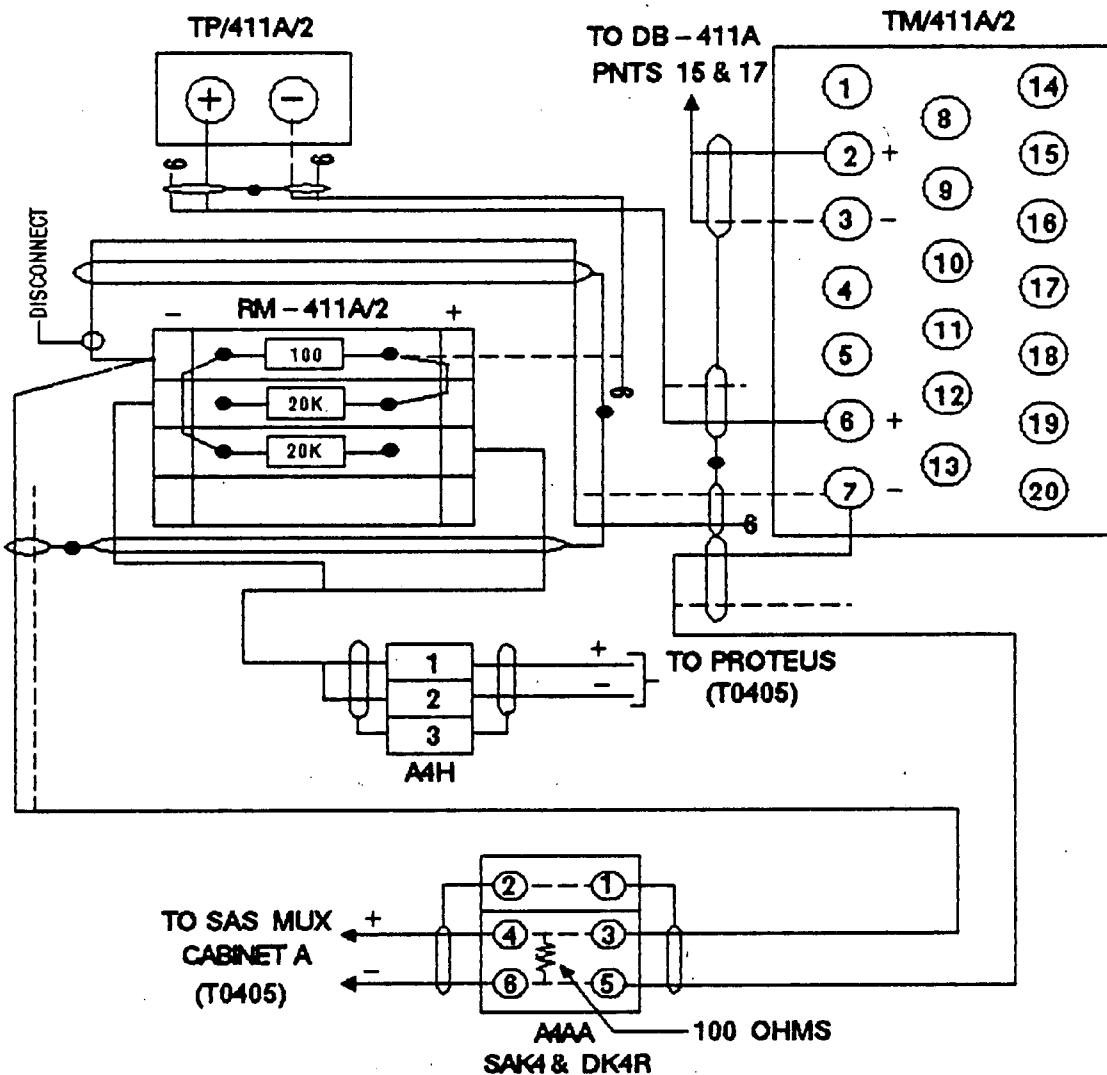 TP/411A/2
+ −
6 6
TO DB – 411A
PNTS 15 & 17
TM/411A/2
1
2 +
3 -
4
5
6 +
7 -
8
9
10
11
12
13
14
15
16
17
18
19
20
DISCONNECT
- RM – 411A/2 +
100
20K
20K
6
6
1
2
3
A4H
+
-
TO PROTEUS
(T0405)
2 1
4 3
6 5
TO SAS MUX +
CABINET A
-
(T0405)
A4AA
SAK4 & DK4R
100 OHMS